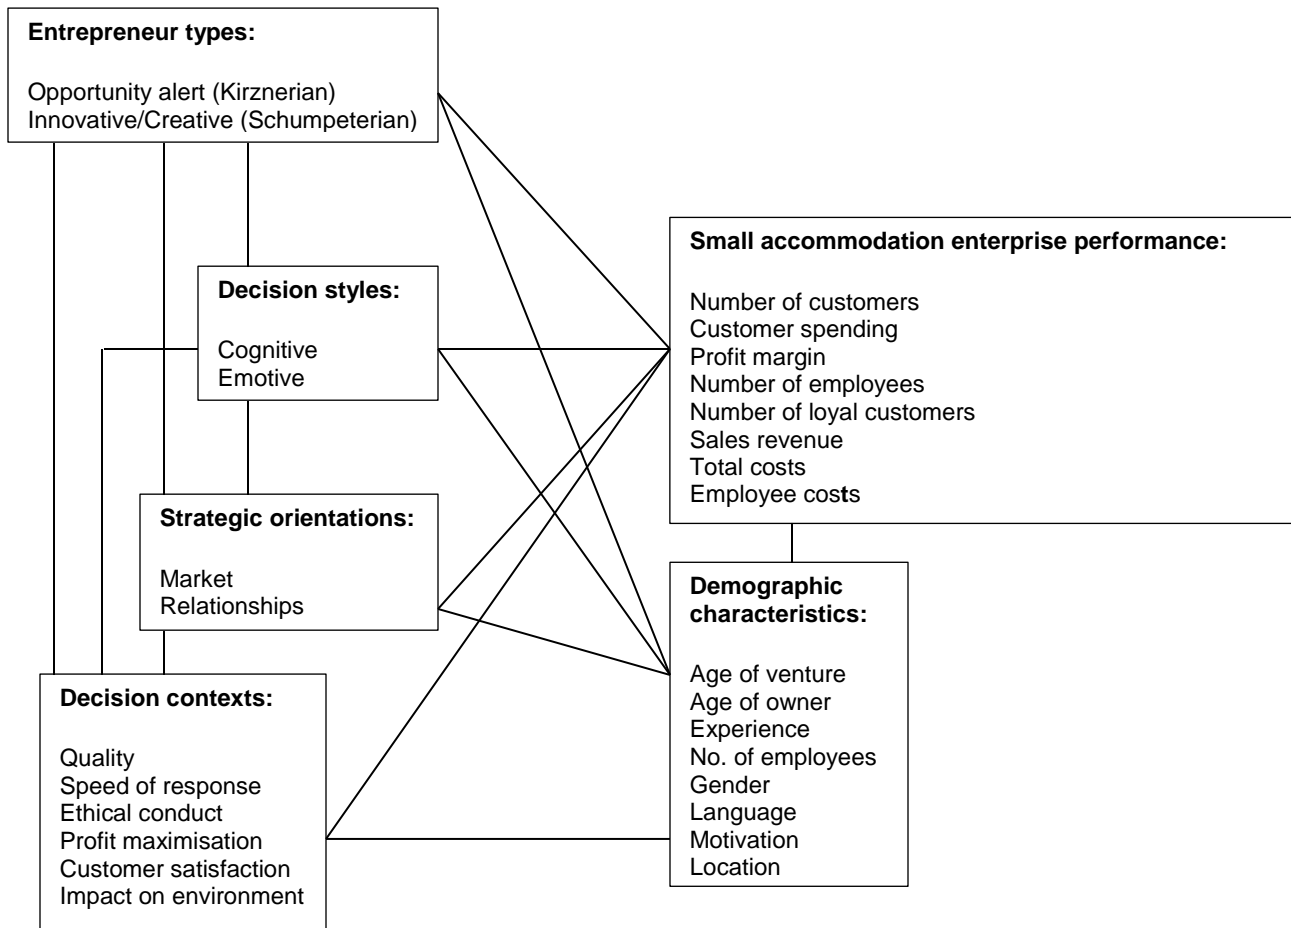 Entrepreneur types:
Opportunity alert (Kirznerian)
Innovative/Creative (Schumpeterian)
Small accommodation enterprise performance:
Number of customers
Customer spending
Profit margin
Number of employees
Number of loyal customers
Sales revenue
Total costs
Employee costs
Decision styles:
Cognitive
Emotive
Strategic orientations:
Market
Relationships
Demographic
characteristics:
Age of venture
Age of owner
Experience
No. of employees
Gender
Language
Motivation
Location
Decision contexts:
Quality
Speed of response
Ethical conduct
Profit maximisation
Customer satisfaction
Impact on environment